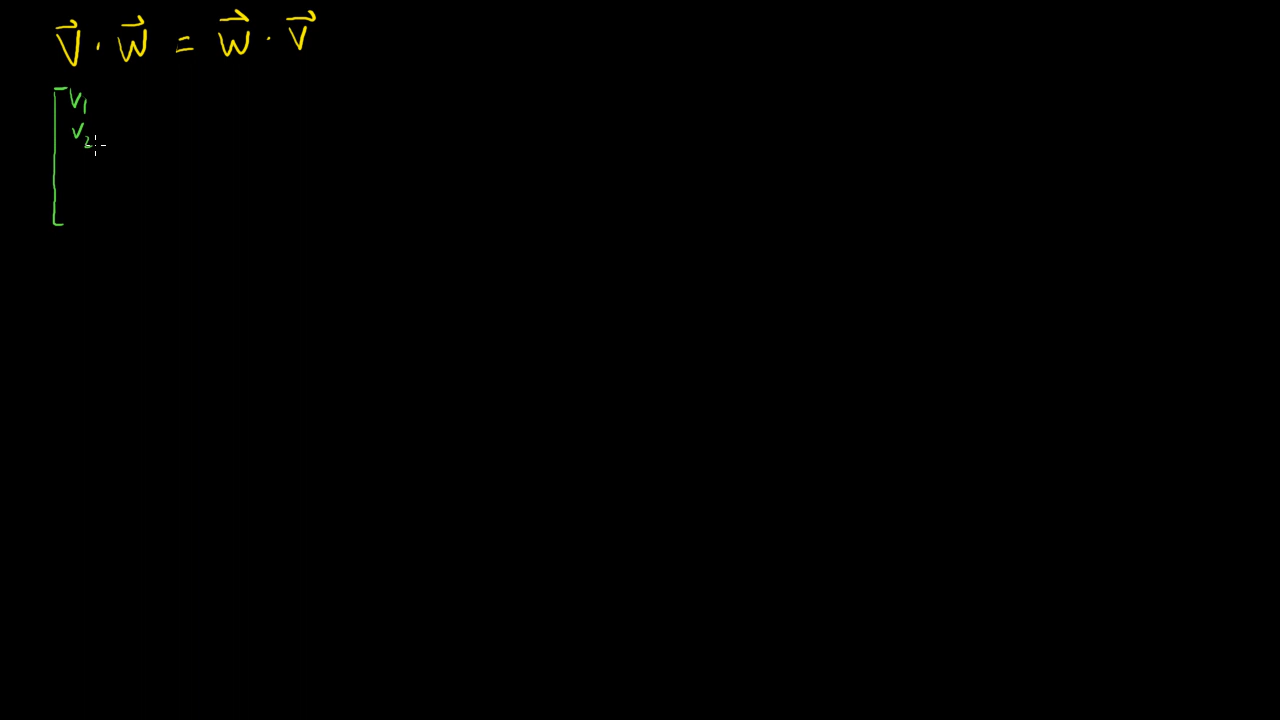 v⃗ · w⃗ = w⃗ · v⃗
[v₁
v₂